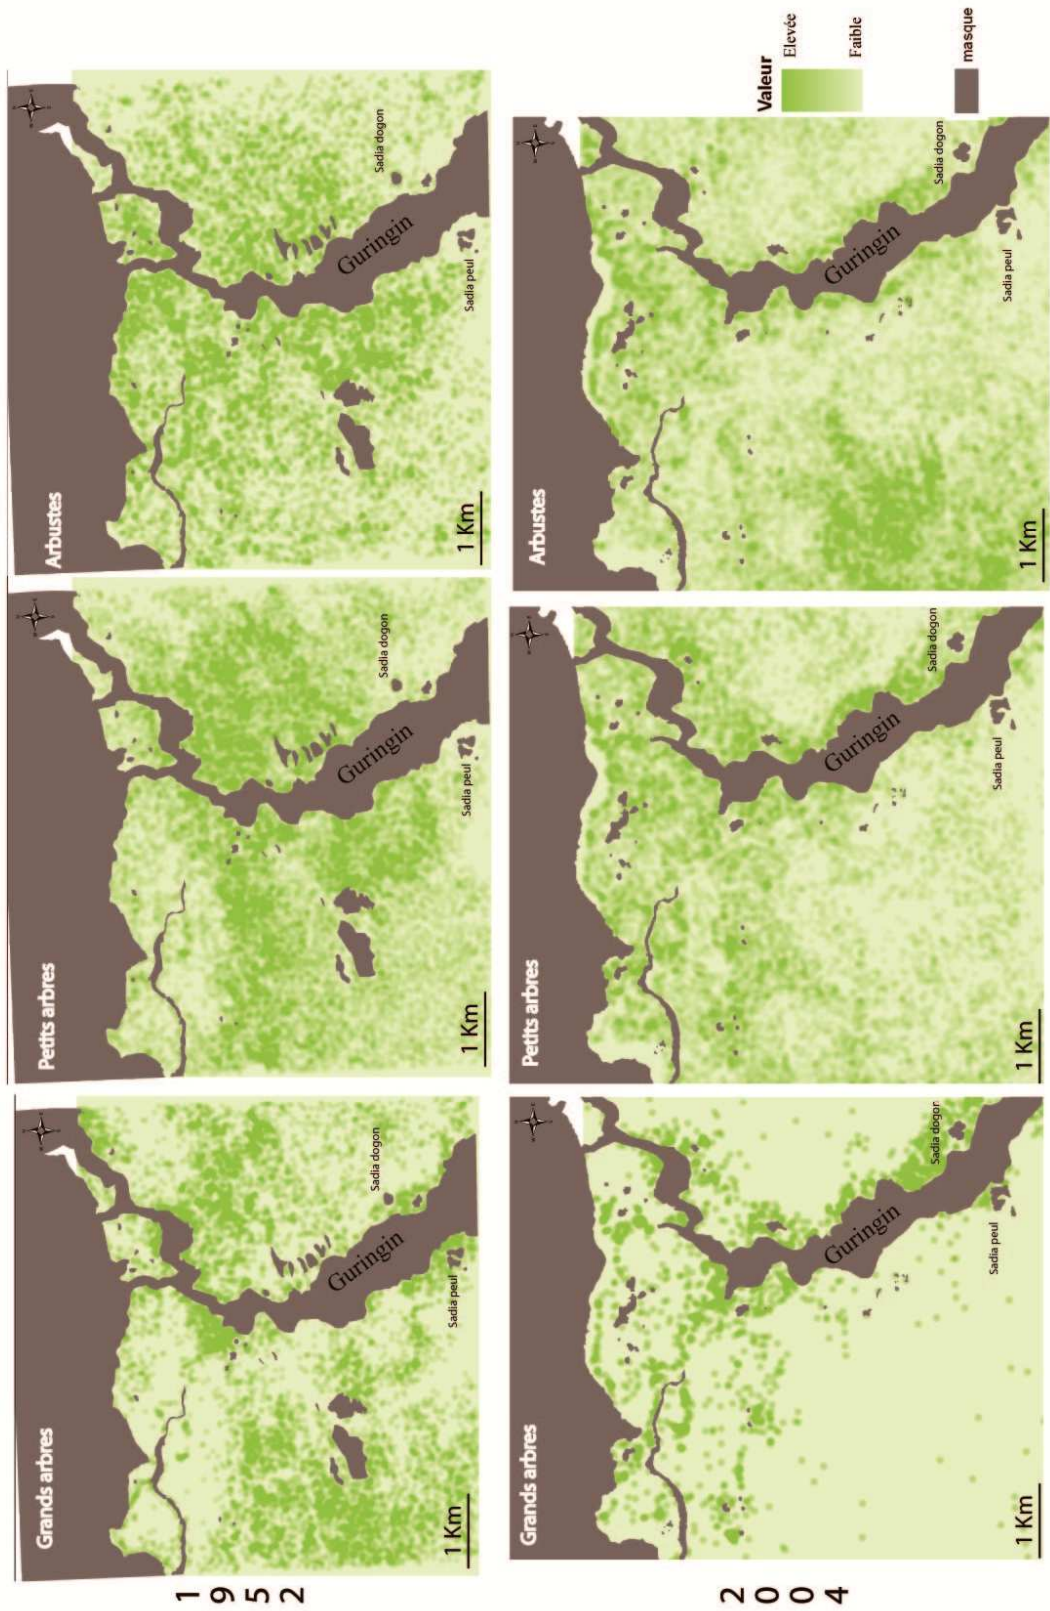 1952
Grands arbres
Sadia dogon
Guringin
Sadia peul
1 Km
Petits arbres
Sadia dogon
Guringin
Sadia peul
1 Km
Arbustes
Sadia dogon
Guringin
Sadia peul
1 Km
2004
Grands arbres
Sadia dogon
Guringin
Sadia peul
1 Km
Petits arbres
Sadia dogon
Guringin
Sadia peul
1 Km
Arbustes
Sadia dogon
Guringin
Sadia peul
1 Km
Valeur
Elevée
Faible
masque